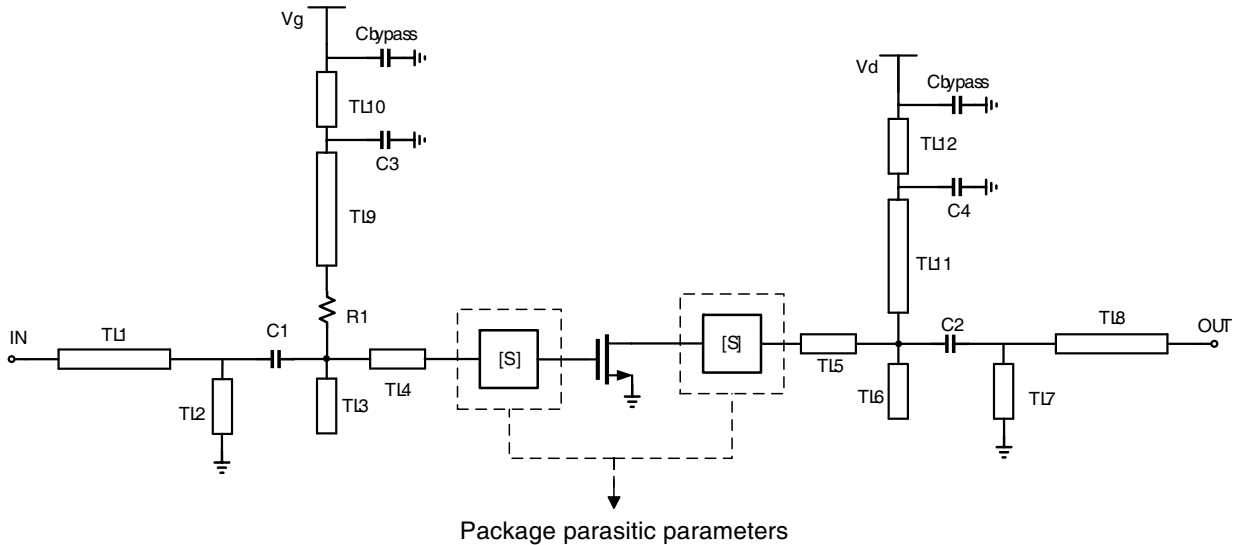 Vg
Cbypass
TL10
C3
TL9
R1
IN
TL1
C1
TL2
TL3
TL4
[S]
[S]
Vd
Cbypass
TL12
C4
TL11
C2
TL8
OUT
TL5
TL6
TL7
Package parasitic parameters